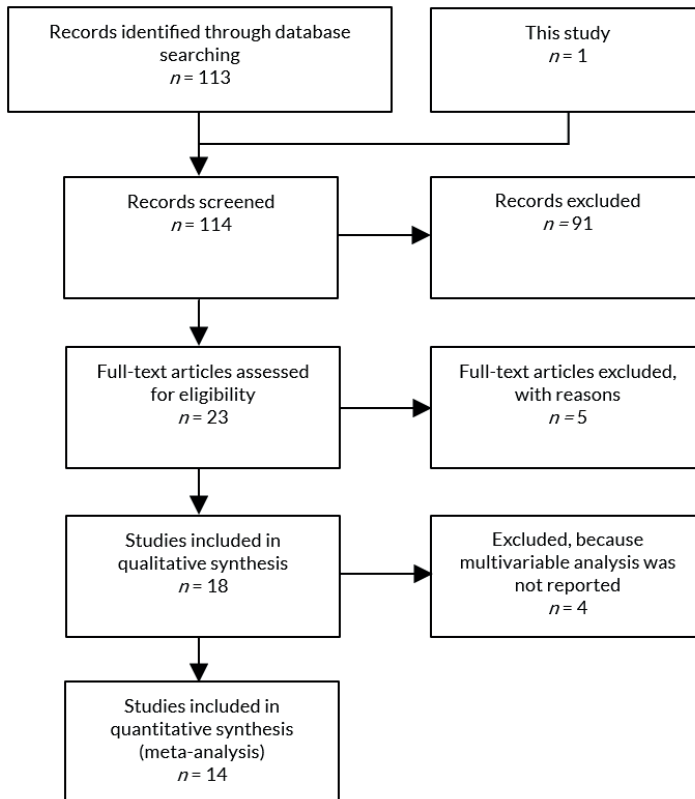 Records identified through database
searching
n = 113
This study
n = 1
Records screened
n = 114
Records excluded
n = 91
Full-text articles assessed
for eligibility
n = 23
Full-text articles excluded,
with reasons
n = 5
Studies included in
qualitative synthesis
n = 18
Excluded, because
multivariable analysis was
not reported
n = 4
Studies included in
quantitative synthesis
(meta-analysis)
n = 14